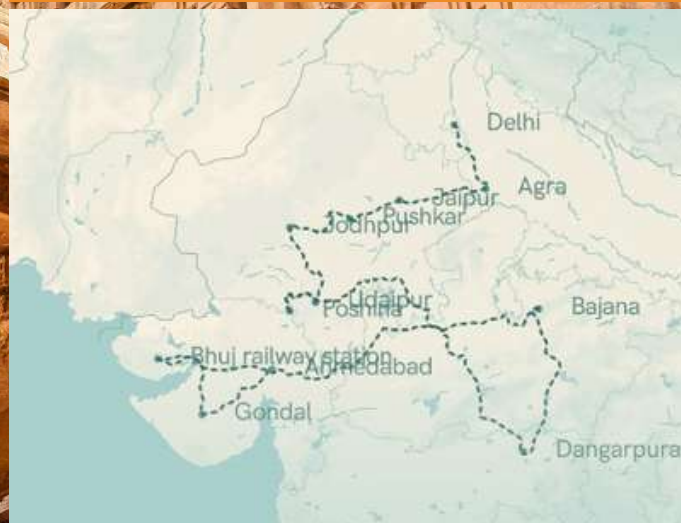 Delhi
Agra
Jaipur
Pushkar
Jodhpur
Udaipur
Poshina
Bajana
Bhuj railway station
Ahmedabad
Gondal
Dangarpura